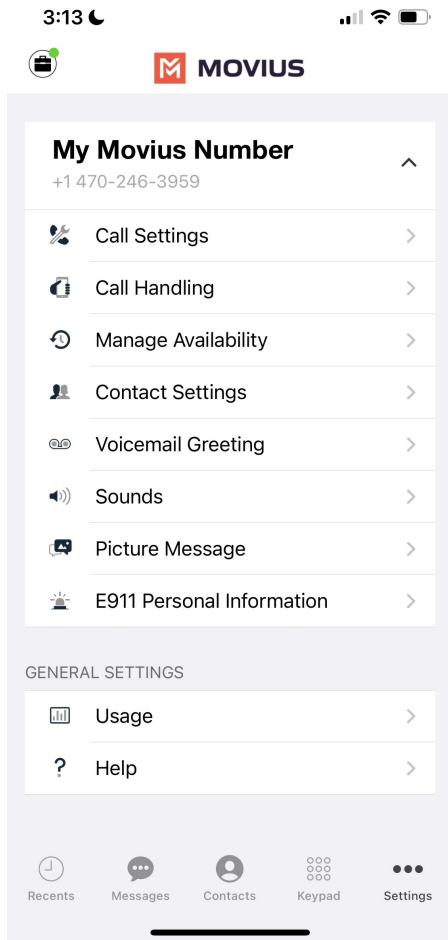 3:13
MOVIUS
My Movius Number
+1 470-246-3959
Call Settings
Call Handling
Manage Availability
Contact Settings
Voicemail Greeting
Sounds
Picture Message
E911 Personal Information
GENERAL SETTINGS
Usage
? Help
Recents Messages Contacts Keypad Settings